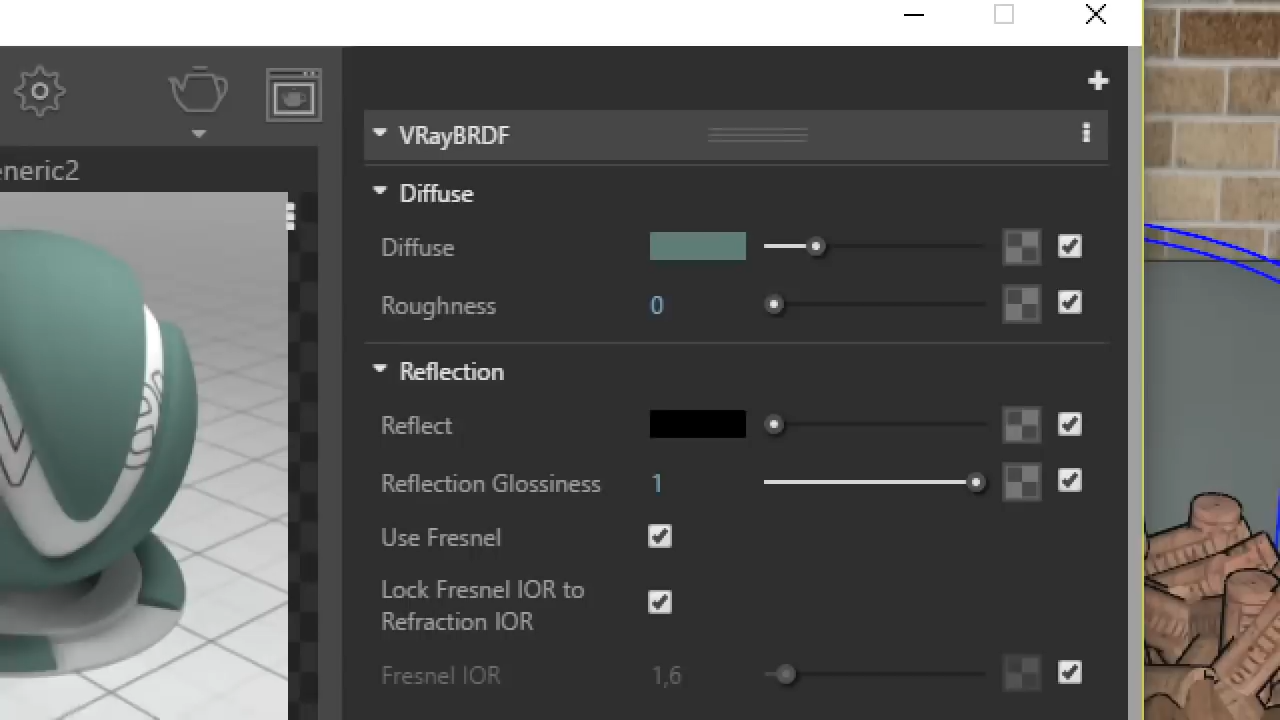 VRayBRDF
eneric2
Diffuse
Diffuse
Roughness 0
Reflection
Reflect
Reflection Glossiness 1
Use Fresnel
Lock Fresnel IOR to
Refraction IOR
Fresnel IOR 1,6